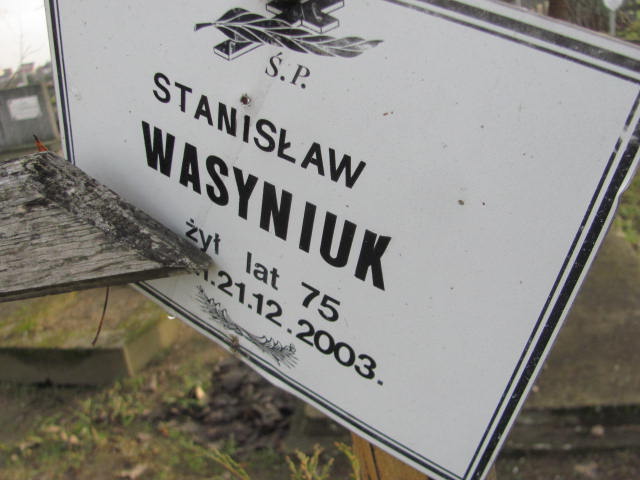 Ś.P.
STANISŁAW
WASYNIUK
żył lat 75
21.12.2003.